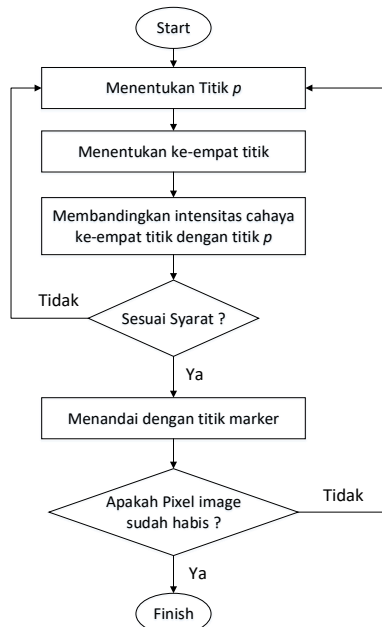 Start
Menentukan Titik p
Menentukan ke-empat titik
Membandingkan intensitas cahaya
ke-empat titik dengan titik p
Tidak
Sesuai Syarat ?
Ya
Menandai dengan titik marker
Apakah Pixel image
sudah habis ?
Tidak
Ya
Finish